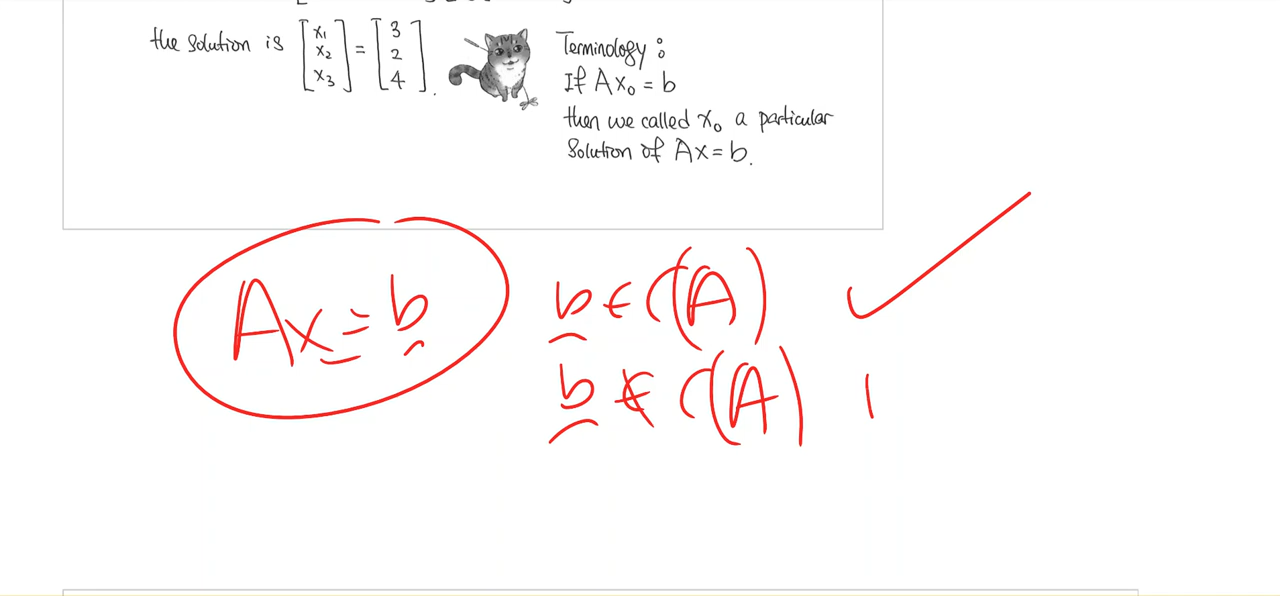 the solution is [x₁ x₂ x₃] = [3 2 4].
Terminology :
If Ax₀ = b
then we called x₀ a particular
solution of Ax = b.
Ax = b
b ∈ C(A) ✓
b ∉ C(A)